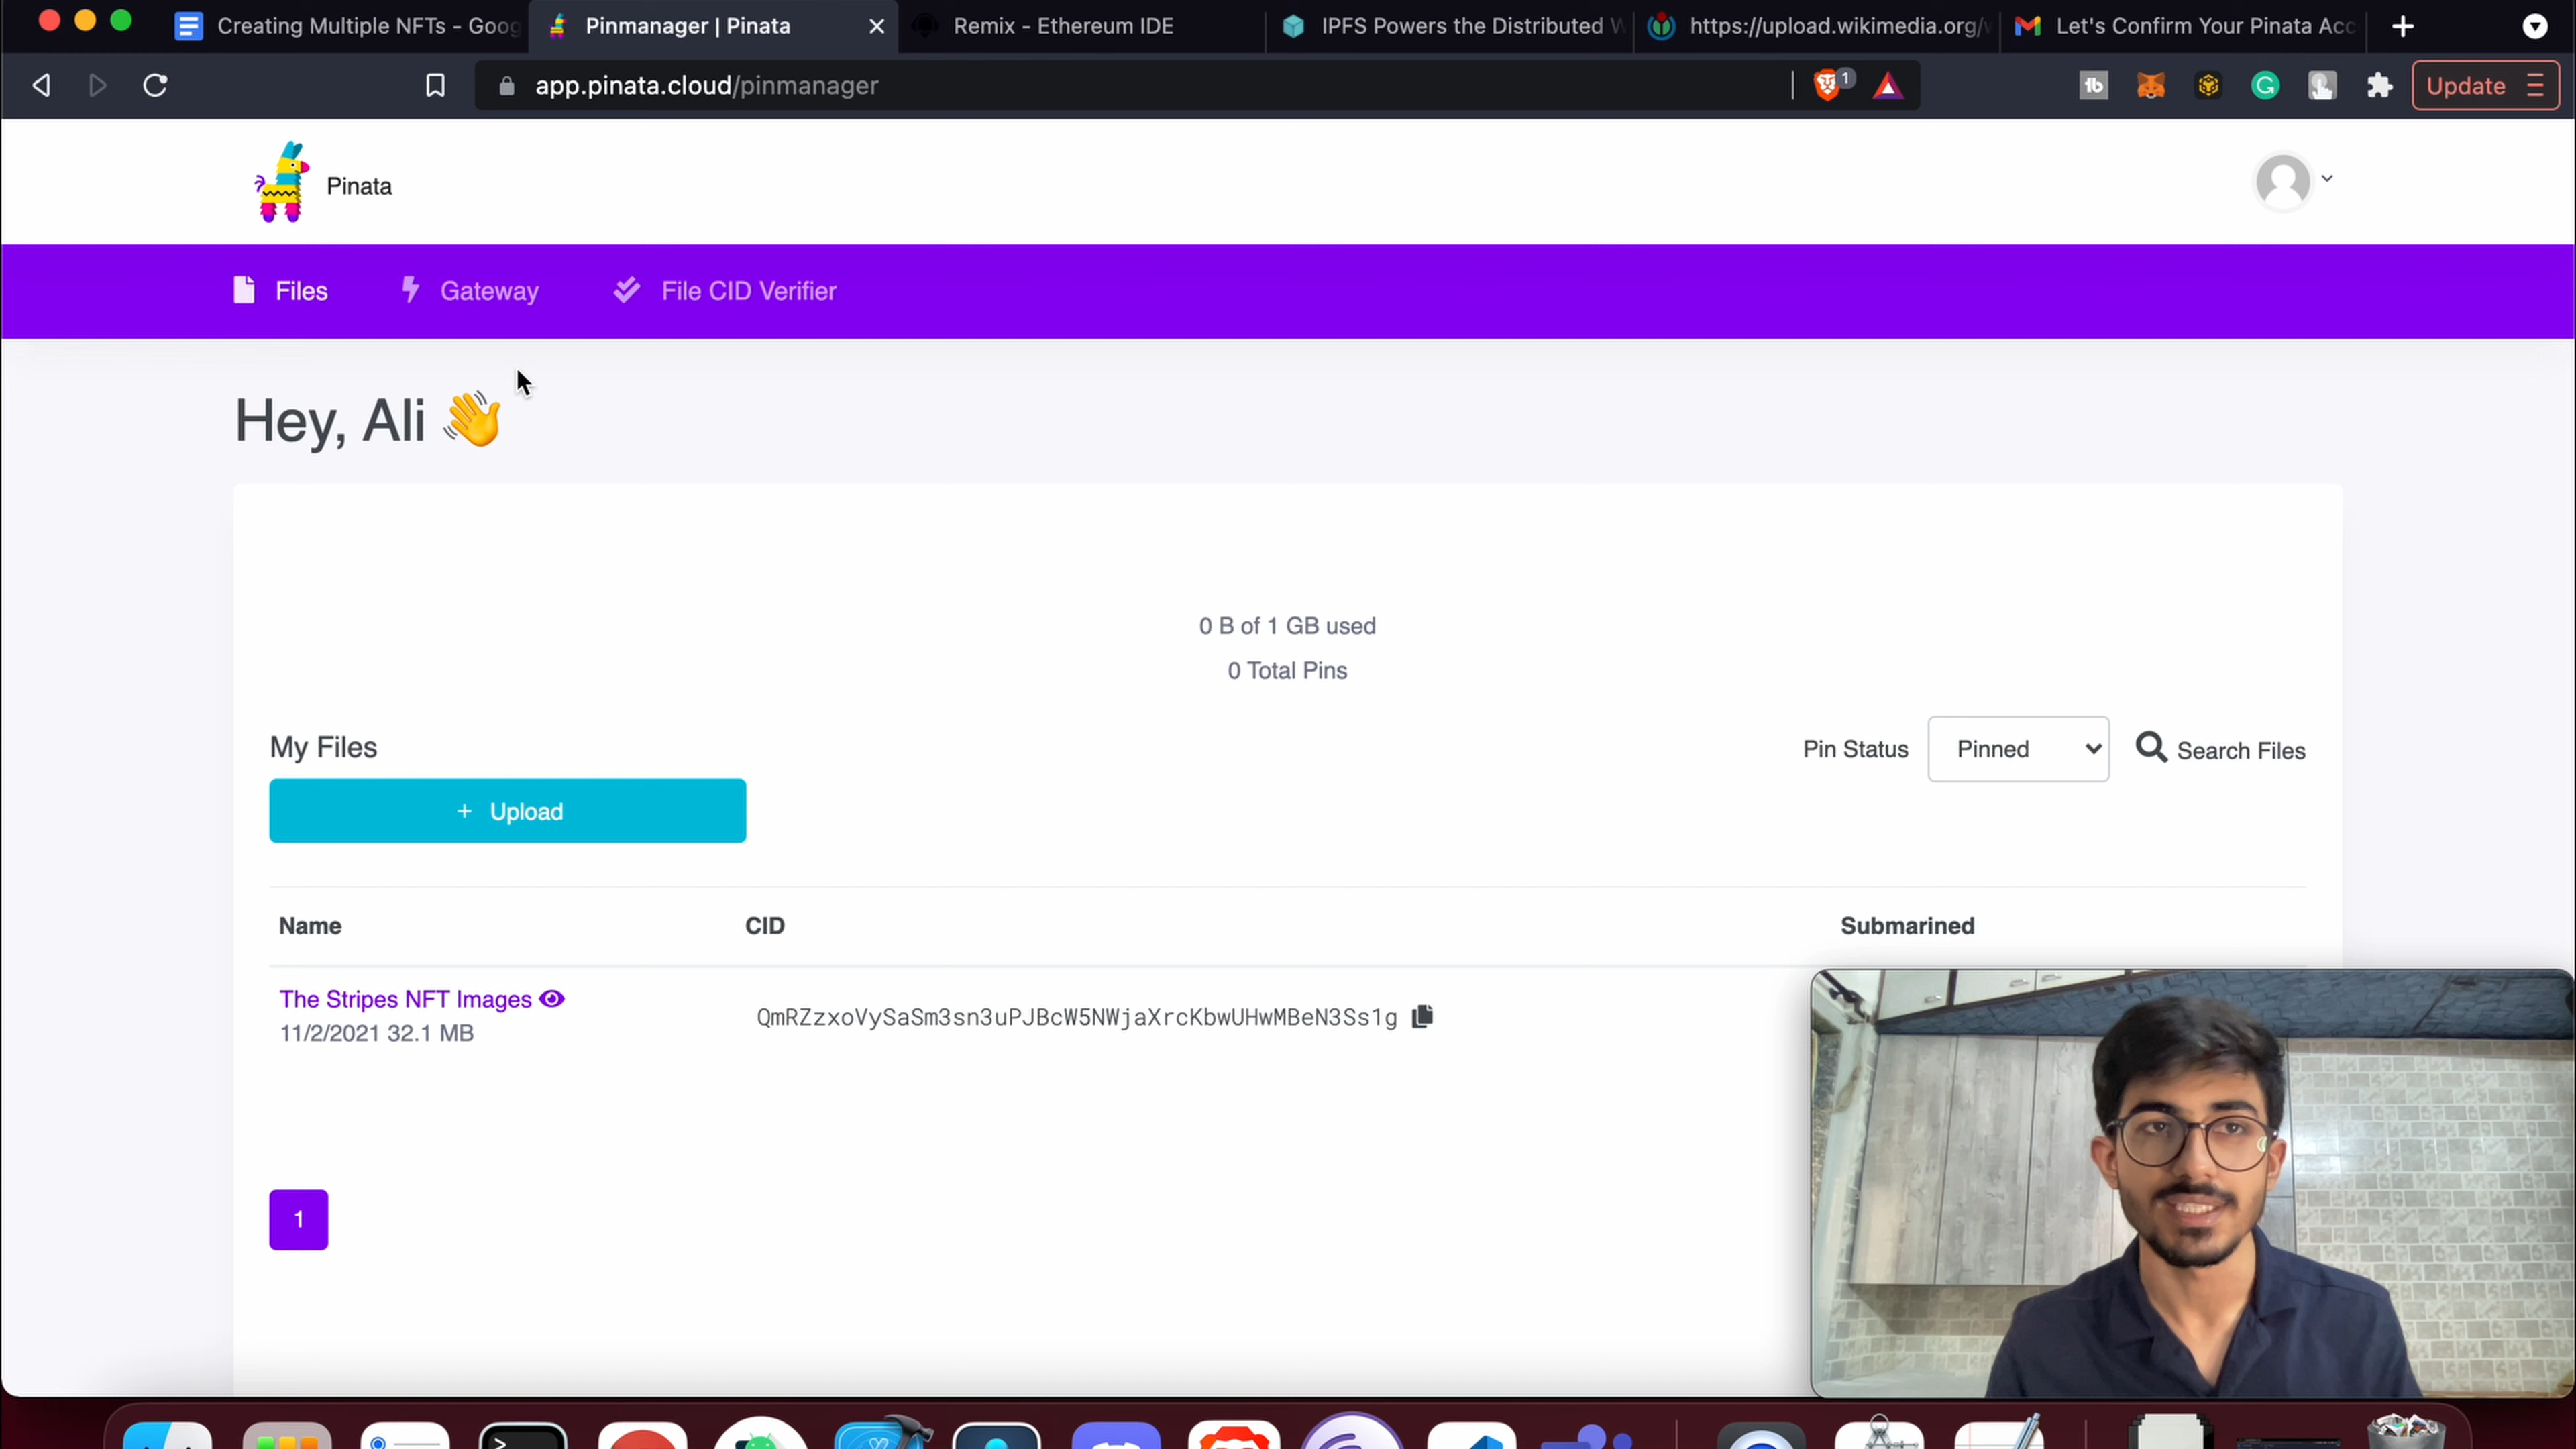 Creating Multiple NFTs - Goog
Pinmanager | Pinata
Remix - Ethereum IDE
IPFS Powers the Distributed W
https://upload.wikimedia.org/w
Let's Confirm Your Pinata Acc
app.pinata.cloud/pinmanager
1
Update
Pinata
Files
Gateway
File CID Verifier
Hey, Ali 👋
0 B of 1 GB used
0 Total Pins
My Files
Pin Status
Pinned
Search Files
+ Upload
Name
CID
Submarined
The Stripes NFT Images
QmRZzxoVySaSm3sn3uPJBcW5NWjaXrcKbwUHwMBeN3Ss1g
11/2/2021 32.1 MB
1